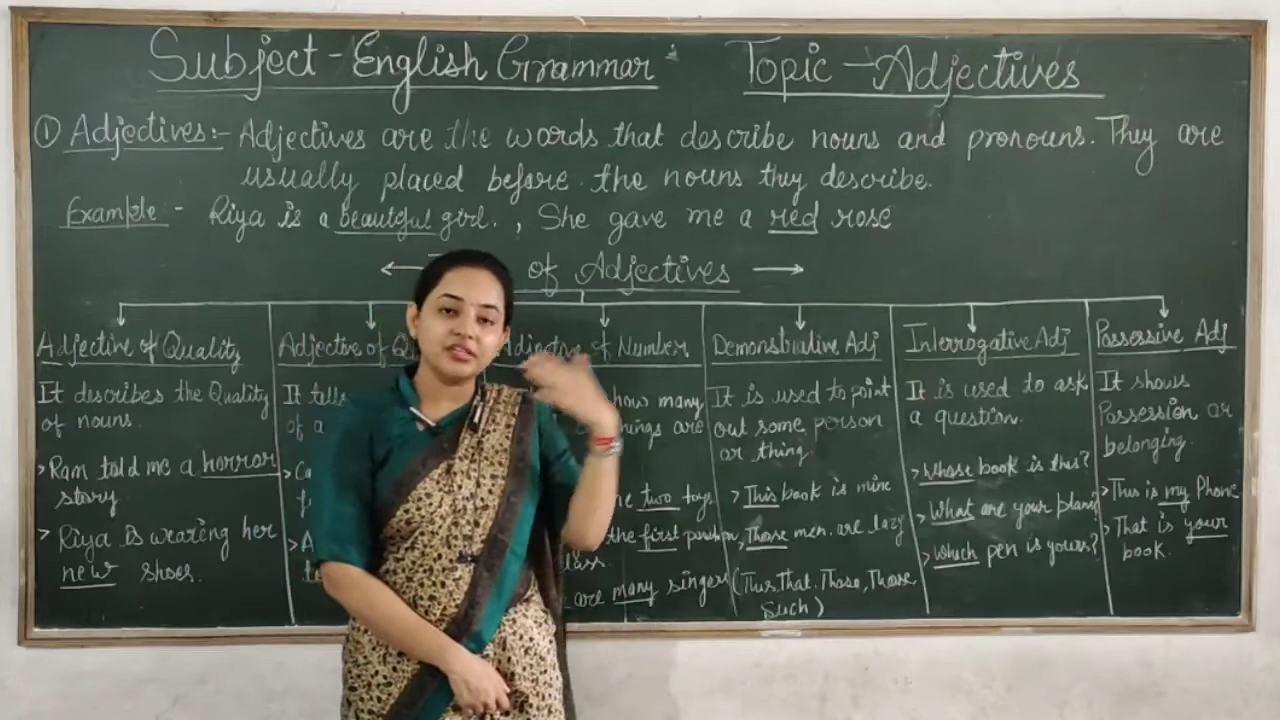 Subject - English Grammar Topic - Adjectives
① Adjectives:- Adjectives are the words that describe nouns and pronouns. They are
usually placed before the nouns they describe.
Example - Riya is a beautiful girl. , She gave me a red rose
of Adjectives
Adjective of Quality
It describes the Quality
of nouns.
> Ram told me a horror
story
> Riya is wearing her
new shoes.
Adjective of
It tells
of a
Adjective of Number
how many
things are
two toys
the first person
are many singers
Demonstrative Adj
It is used to point
out some person
or thing.
> This book is mine
> Those men are lazy
(This, That, These, Those,
Such)
Interrogative Adj
It is used to ask
a question.
> Whose book is this?
> What are your plans
> Which pen is yours?
Possessive Adj
It shows
Possession or
belonging.
> This is my Phone
> That is your
book.